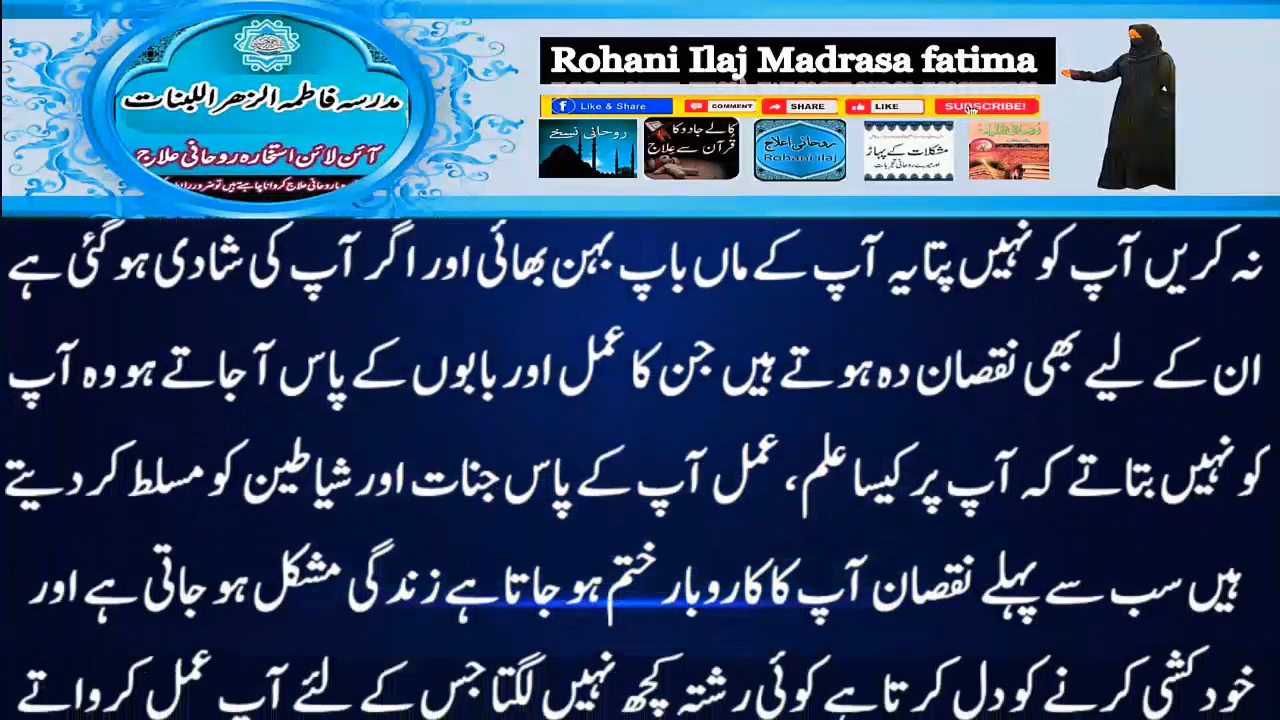 مدرسہ فاطمہ الزھرا للبنات
آئن لائن استخارہ روحانی علاج
Rohani Ilaj Madrasa fatima
Like & Share
COMMENT
SHARE
LIKE
SUBSCRIBE!
روحانی نسخے
کالے جادو کا
قرآن سے علاج
روحانی علاج
Rohani ilaj
مشکلات کے پہاڑ
نہ کریں آپ کو نہیں پتا یہ آپ کے ماں باپ بہن بھائی اور اگر آپ کی شادی ہو گئی ہے
ان کے لیے بھی نقصان دہ ہوتے ہیں جن کا عمل اور بابوں کے پاس آ جاتے ہو وہ آپ
کو نہیں بتاتے کہ آپ پر کیسا علم، عمل آپ کے پاس جنات اور شیاطین کو مسلط کر دیتے
ہیں سب سے پہلے نقصان آپ کا کاروبار ختم ہو جاتا ہے زندگی مشکل ہو جاتی ہے اور
خودکشی کرنے کو دل کرتا ہے کوئی رشتہ کچھ نہیں لگتا جس کے لئے آپ عمل کرواتے